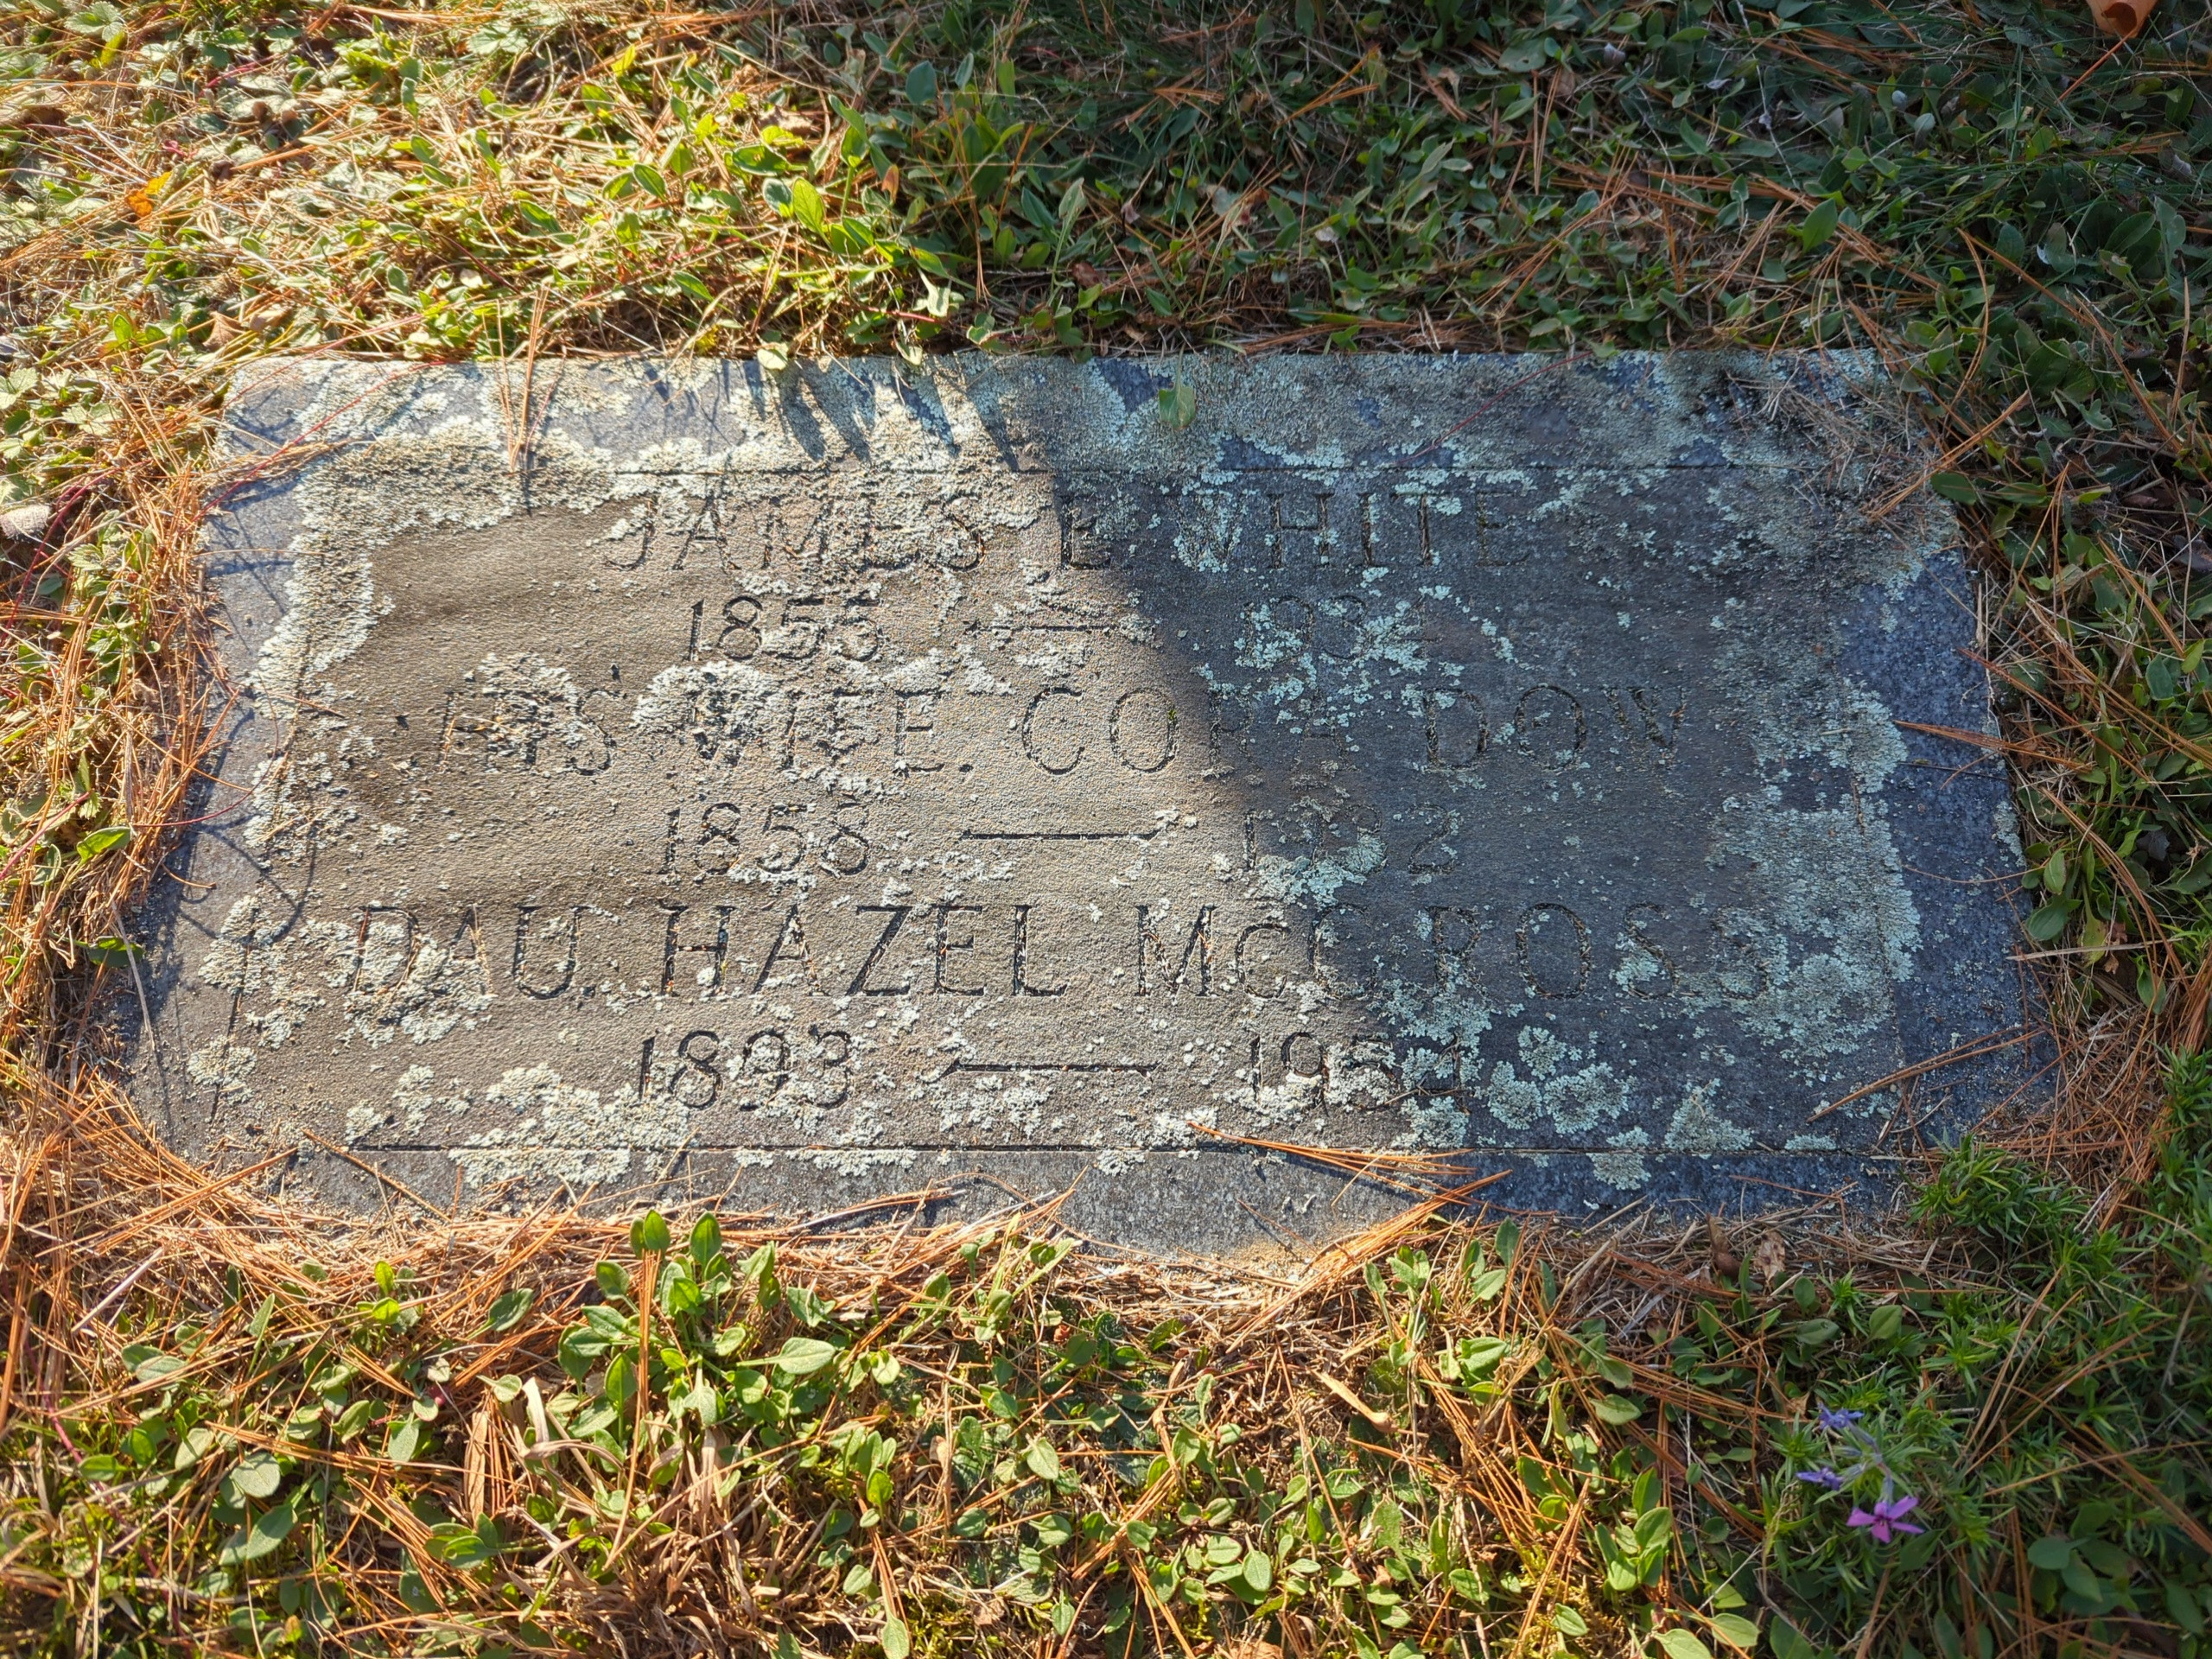 JAMES E WHITE
1855 — 1934
HIS WIFE. CORA DOW
1858 — 1932
DAU. HAZEL McCROSS
1893 — 1954